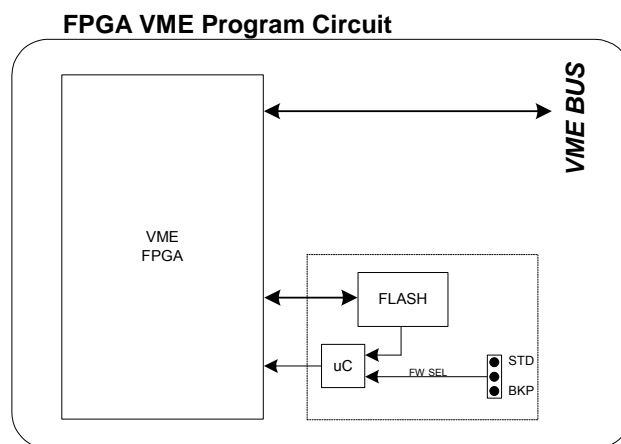 FPGA VME Program Circuit
VME BUS
VME
FPGA
FLASH
uC
FW SEL
STD
BKP